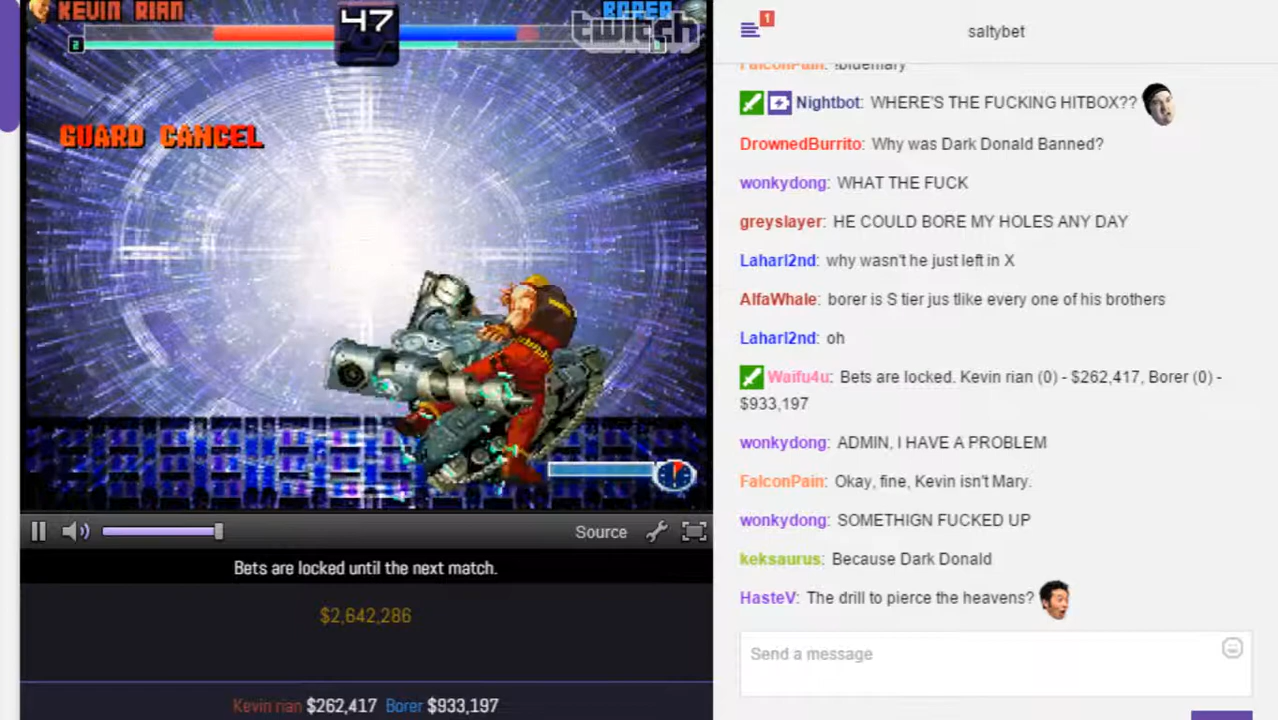 KEVIN RIAN
47
BORER
twitch
2
GUARD CANCEL
Source
Bets are locked until the next match.
$2,642,286
Kevin rian $262,417 Borer $933,197
1
saltybet
FalconPain: !bluemary
Nightbot: WHERE'S THE FUCKING HITBOX??
DrownedBurrito: Why was Dark Donald Banned?
wonkydong: WHAT THE FUCK
greyslayer: HE COULD BORE MY HOLES ANY DAY
Laharl2nd: why wasn't he just left in X
AlfaWhale: borer is S tier jus tlike every one of his brothers
Laharl2nd: oh
Waifu4u: Bets are locked. Kevin rian (0) - $262,417, Borer (0) -
$933,197
wonkydong: ADMIN, I HAVE A PROBLEM
FalconPain: Okay, fine, Kevin isn't Mary.
wonkydong: SOMETHIGN FUCKED UP
keksaurus: Because Dark Donald
HasteV: The drill to pierce the heavens?
Send a message